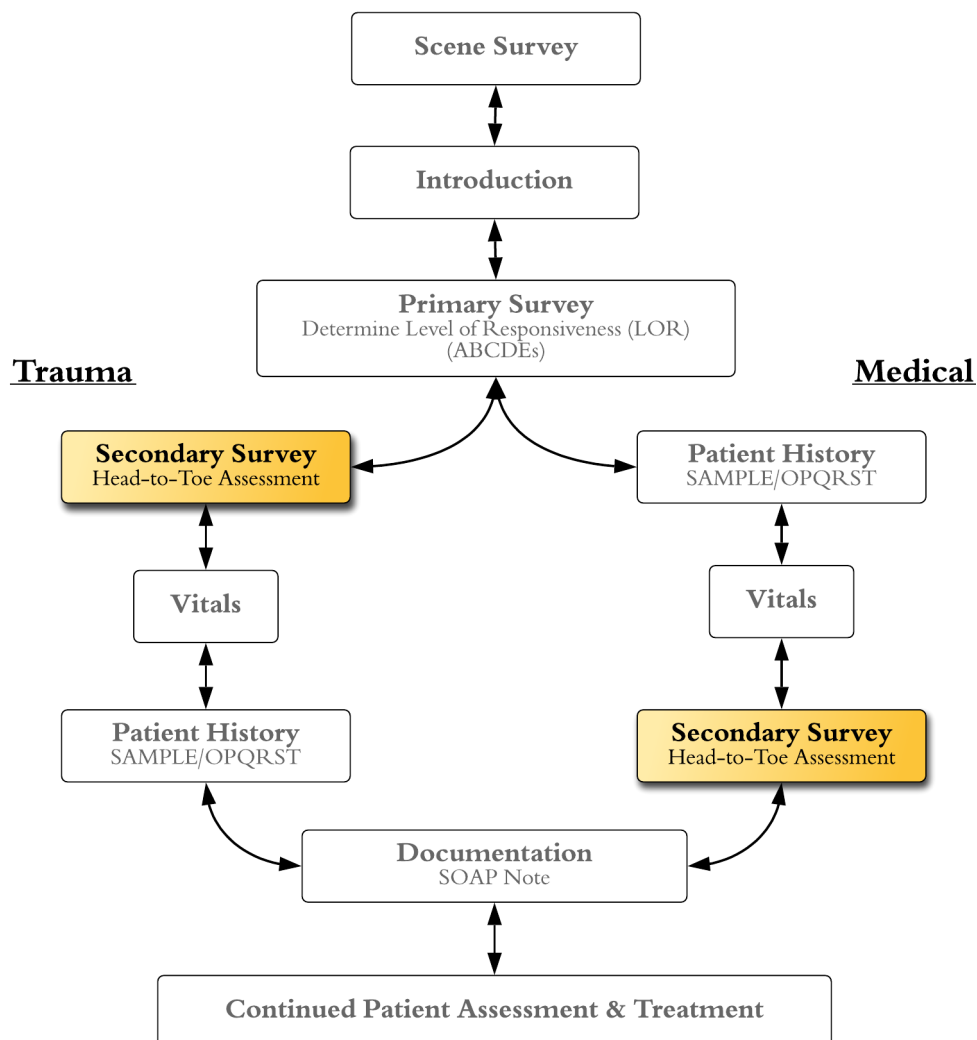 Scene Survey
Introduction
Primary Survey
Determine Level of Responsiveness (LOR)
(ABCDEs)
Trauma
Medical
Secondary Survey
Head-to-Toe Assessment
Patient History
SAMPLE/OPQRST
Vitals
Vitals
Patient History
SAMPLE/OPQRST
Secondary Survey
Head-to-Toe Assessment
Documentation
SOAP Note
Continued Patient Assessment & Treatment